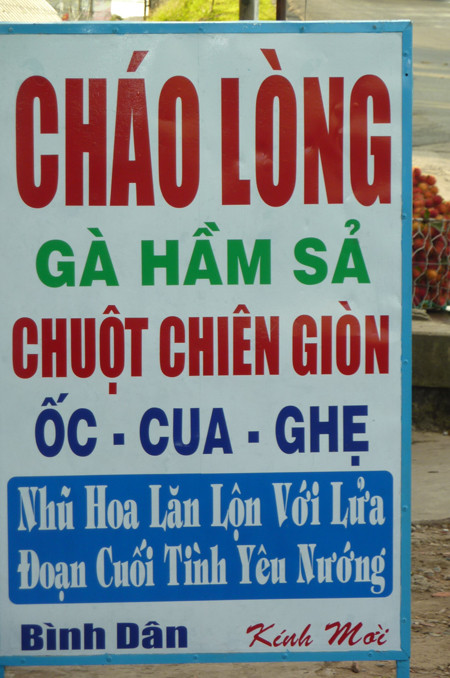 CHÁO LÒNG
GÀ HẦM SẢ
CHUỘT CHIÊN GIÒN
ỐC - CUA - GHẸ
Nhũ Hoa Lăn Lộn Với Lửa
Đoạn Cuối Tình Yêu Nướng
Bình Dân Kính Mời